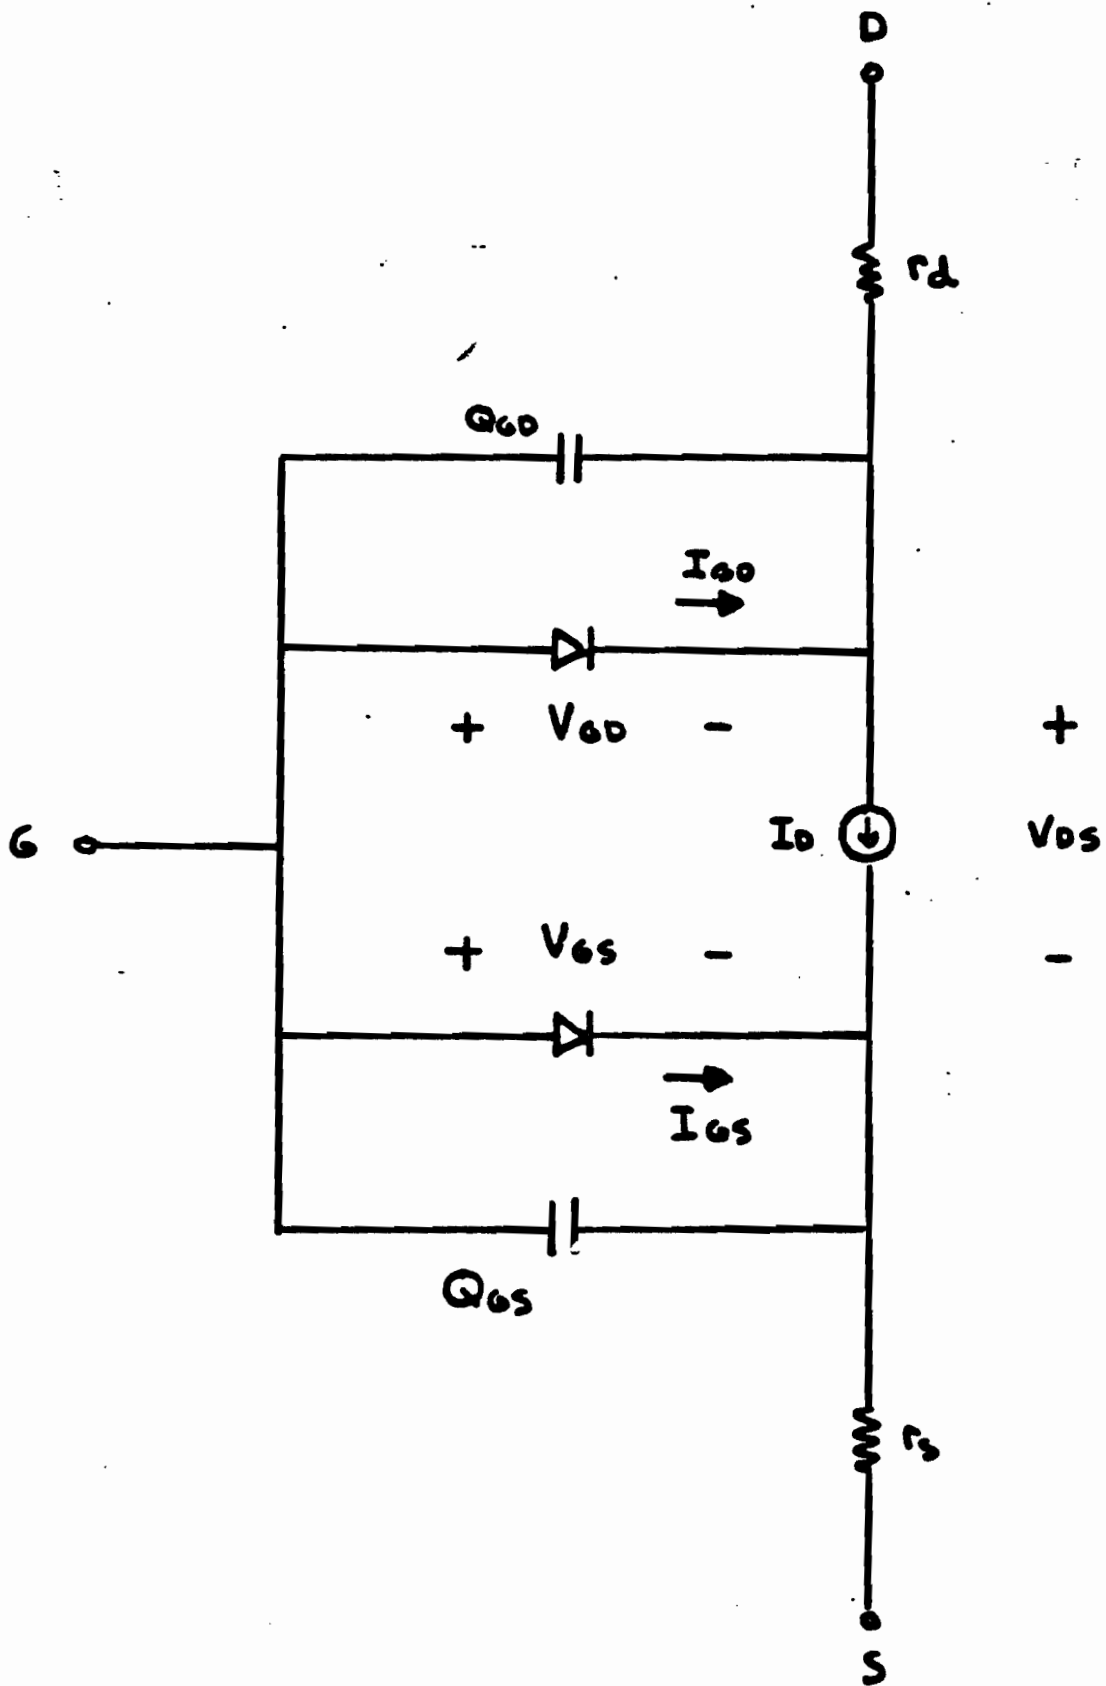 D
rd
QGD
IGD
+ VGD - +
G ID VDS
+ VGS - -
IGS
QGS
rs
S